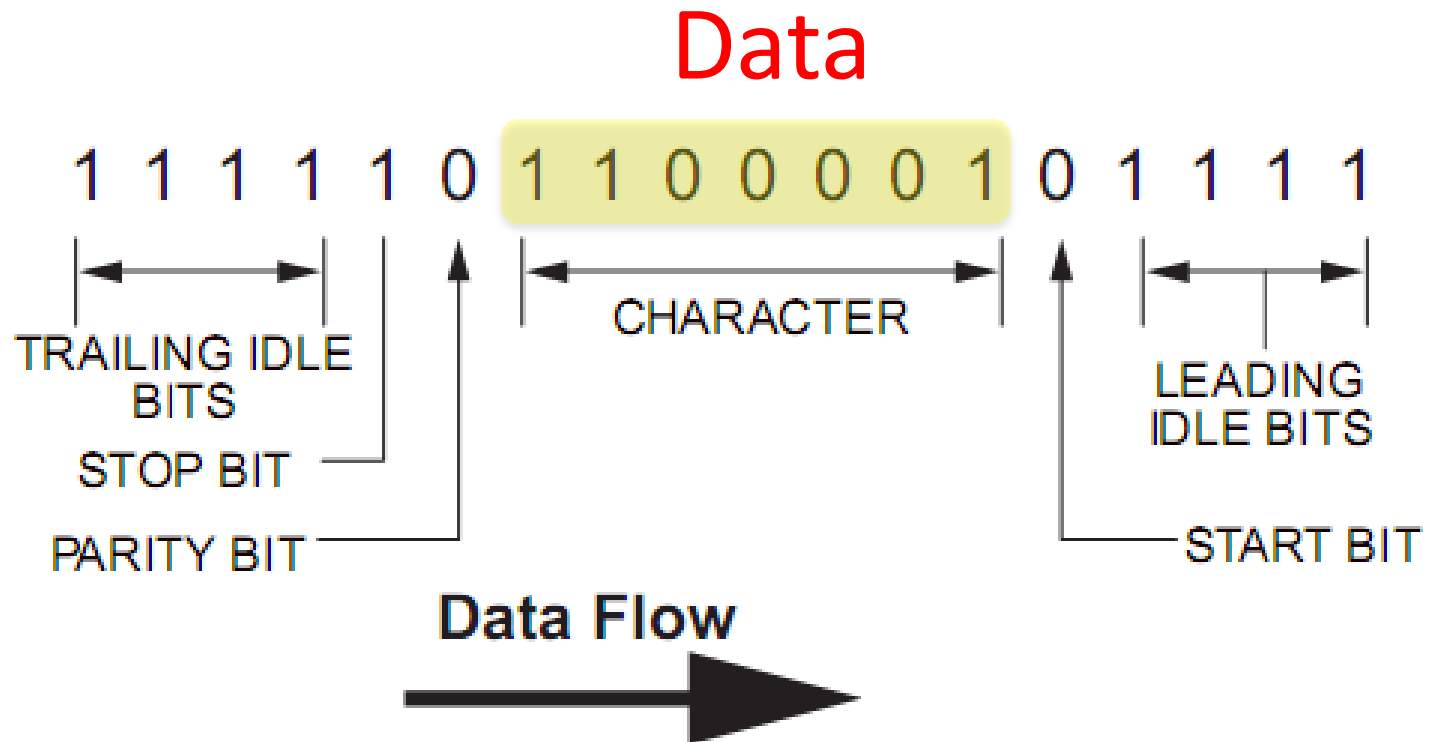 Data
1 1 1 1 1 0 1 1 0 0 0 0 1 0 1 1 1 1
CHARACTER
TRAILING IDLE
BITS
LEADING
IDLE BITS
STOP BIT
PARITY BIT
START BIT
Data Flow